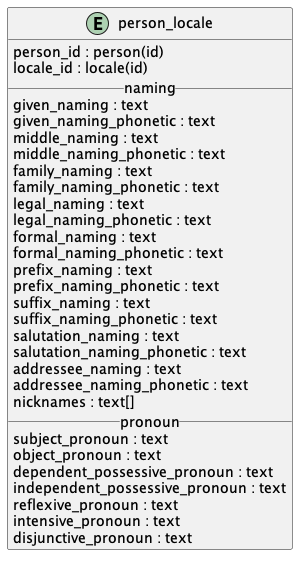 E person_locale
person_id : person(id)
locale_id : locale(id)
naming
given_naming : text
given_naming_phonetic : text
middle_naming : text
middle_naming_phonetic : text
family_naming : text
family_naming_phonetic : text
legal_naming : text
legal_naming_phonetic : text
formal_naming : text
formal_naming_phonetic : text
prefix_naming : text
prefix_naming_phonetic : text
suffix_naming : text
suffix_naming_phonetic : text
salutation_naming : text
salutation_naming_phonetic : text
addressee_naming : text
addressee_naming_phonetic : text
nicknames : text[]
pronoun
subject_pronoun : text
object_pronoun : text
dependent_possessive_pronoun : text
independent_possessive_pronoun : text
reflexive_pronoun : text
intensive_pronoun : text
disjunctive_pronoun : text